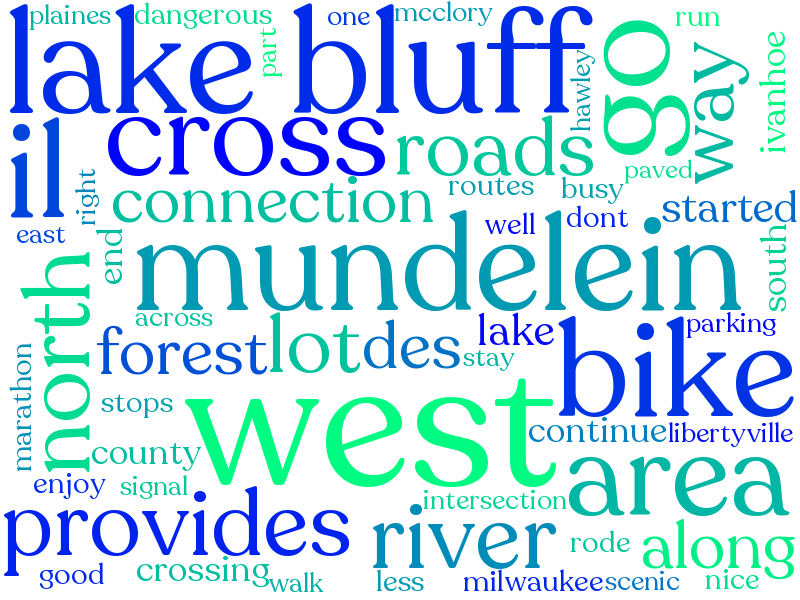 plaines dangerous one mcclory run
lake bluff
part
hawley
go
way
ivanhoe
il
cross
roads
paved
right
connection
routes busy
started
east
well dont
end
mundelein
south
north
across
forest
lot
des
lake
stay
bike
parking
marathon
stops
west
continue
libertyville
county
area
enjoy signal
intersection
provides
river
rode
along
good
crossing
walk
less
milwaukee
scenic
nice